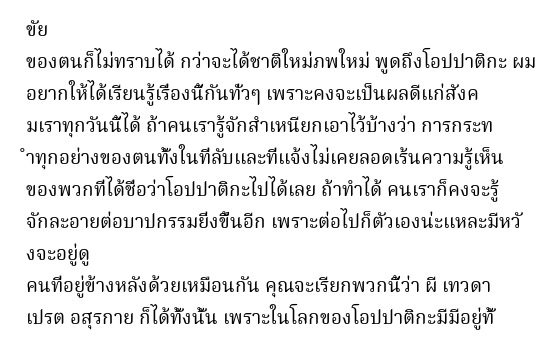 ขัย
ของตนก็ไม่ทราบได้ กว่าจะได้ชาติใหม่ภพใหม่ พูดถึงโอปปาติกะ ผม
อยากให้ได้เรียนรู้เรื่องนี้กันทั่วๆ เพราะคงจะเป็นผลดีแก่สังค
มเราทุกวันนี้ได้ ถ้าคนเรารู้จักสำเหนียกเอาไว้บ้างว่า การกระท
ำทุกอย่างของตนทั้งในที่ลับและที่แจ้งไม่เคยลอดเร้นความรู้เห็น
ของพวกที่ได้ชื่อว่าโอปปาติกะไปได้เลย ถ้าทำได้ คนเราก็คงจะรู้
จักละอายต่อบาปกรรมยิ่งขึ้นอีก เพราะต่อไปก็ตัวเองน่ะแหละมีหวั
งจะอยู่ดู
คนที่อยู่ข้างหลังด้วยเหมือนกัน คุณจะเรียกพวกนี้ว่า ผี เทวดา
เปรต อสุรกาย ก็ได้ทั้งนั้น เพราะในโลกของโอปปาติกะมีมีอยู่ทั้